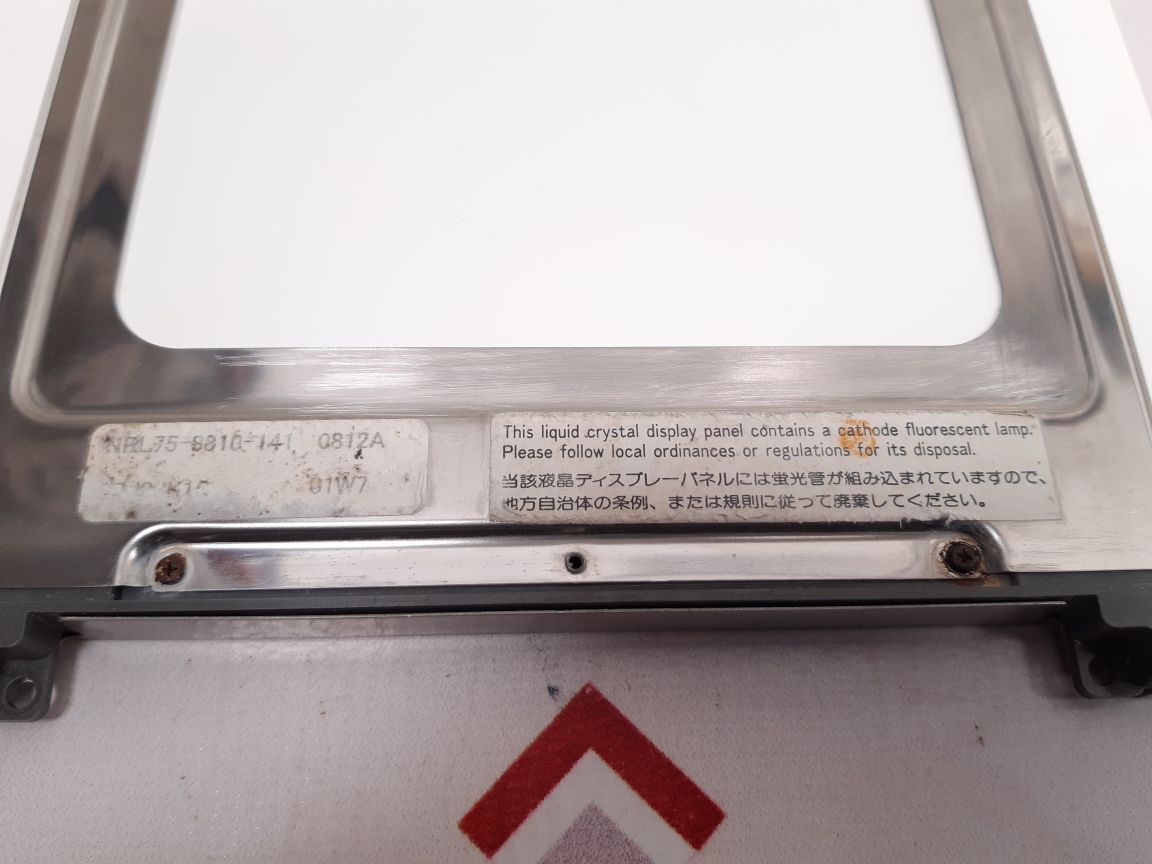 NRL75-8810-141 0812A
01W7
This liquid crystal display panel contains a cathode fluorescent lamp.
Please follow local ordinances or regulations for its disposal.
当該液晶ディスプレーパネルには蛍光管が組み込まれていますので、
地方自治体の条例、または規則に従って廃棄してください。